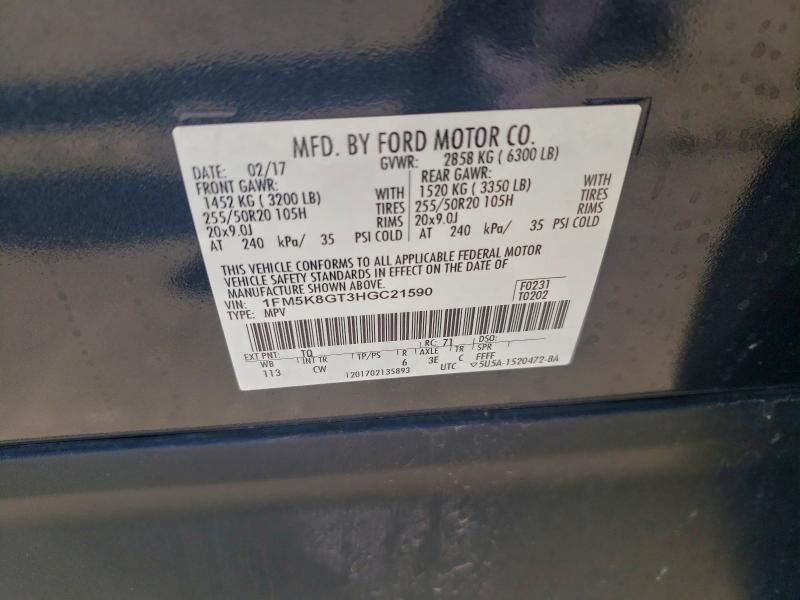 MFD. BY FORD MOTOR CO.
DATE: 02/17 GVWR: 2858 KG ( 6300 LB)
FRONT GAWR: REAR GAWR:
1452 KG ( 3200 LB) WITH 1520 KG ( 3350 LB) WITH
255/50R20 105H TIRES 255/50R20 105H TIRES
20x9.0J RIMS 20x9.0J RIMS
AT 240 kPa/ 35 PSI COLD AT 240 kPa/ 35 PSI COLD
THIS VEHICLE CONFORMS TO ALL APPLICABLE FEDERAL MOTOR
VEHICLE SAFETY STANDARDS IN EFFECT ON THE DATE OF
MANUFACTURE SHOWN ABOVE.
VIN: 1FM5K8GT3HGC21590 F0231
TYPE: MPV T0202
EXT PNT: TQ RC: 71 DSO:
WB INT TR TP/PS R AXLE TR SPR
113 CW 6 3E C FFFF
1201702135893 UTC ▽5U5A-1520472-BA